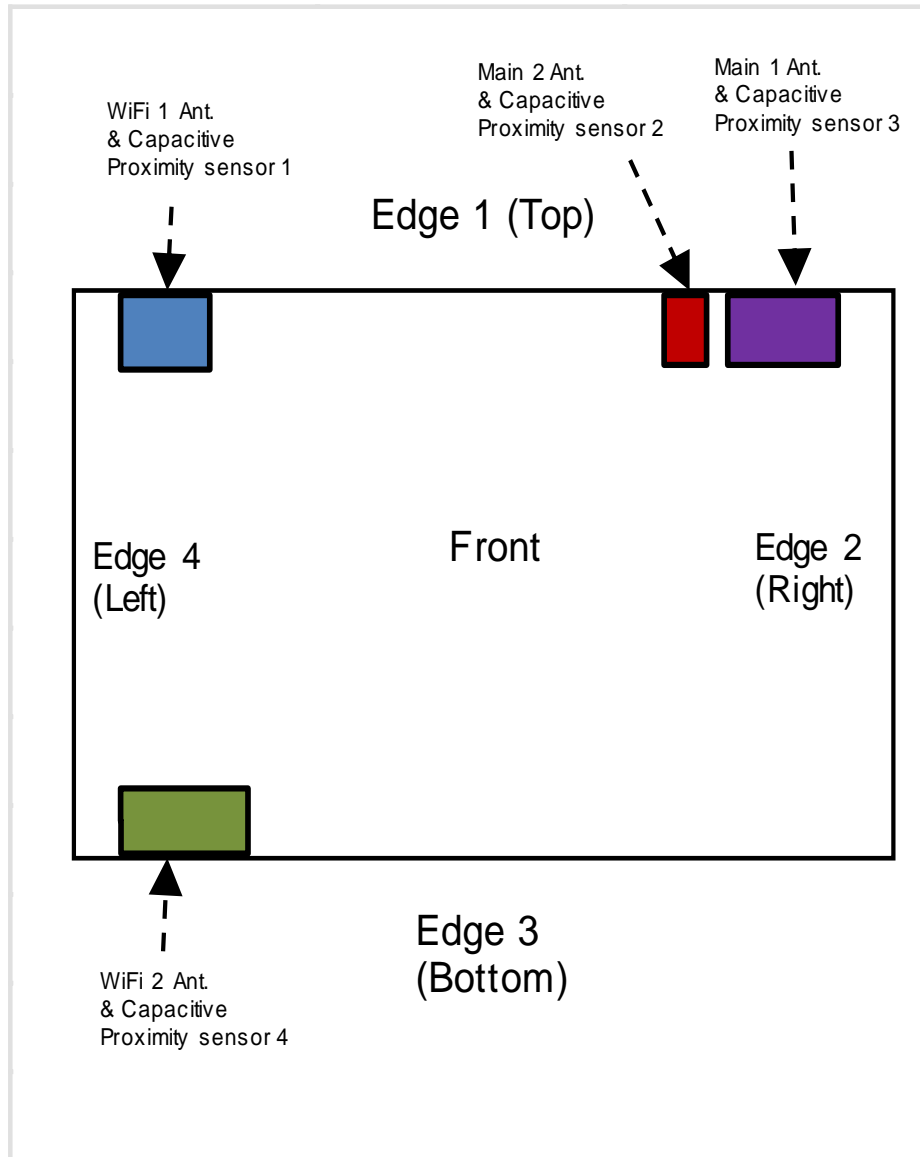 Main 2 Ant.
& Capacitive
Proximity sensor 2
Main 1 Ant.
& Capacitive
Proximity sensor 3
WiFi 1 Ant.
& Capacitive
Proximity sensor 1
Edge 1 (Top)
Edge 4
(Left)
Front
Edge 2
(Right)
Edge 3
(Bottom)
WiFi 2 Ant.
& Capacitive
Proximity sensor 4